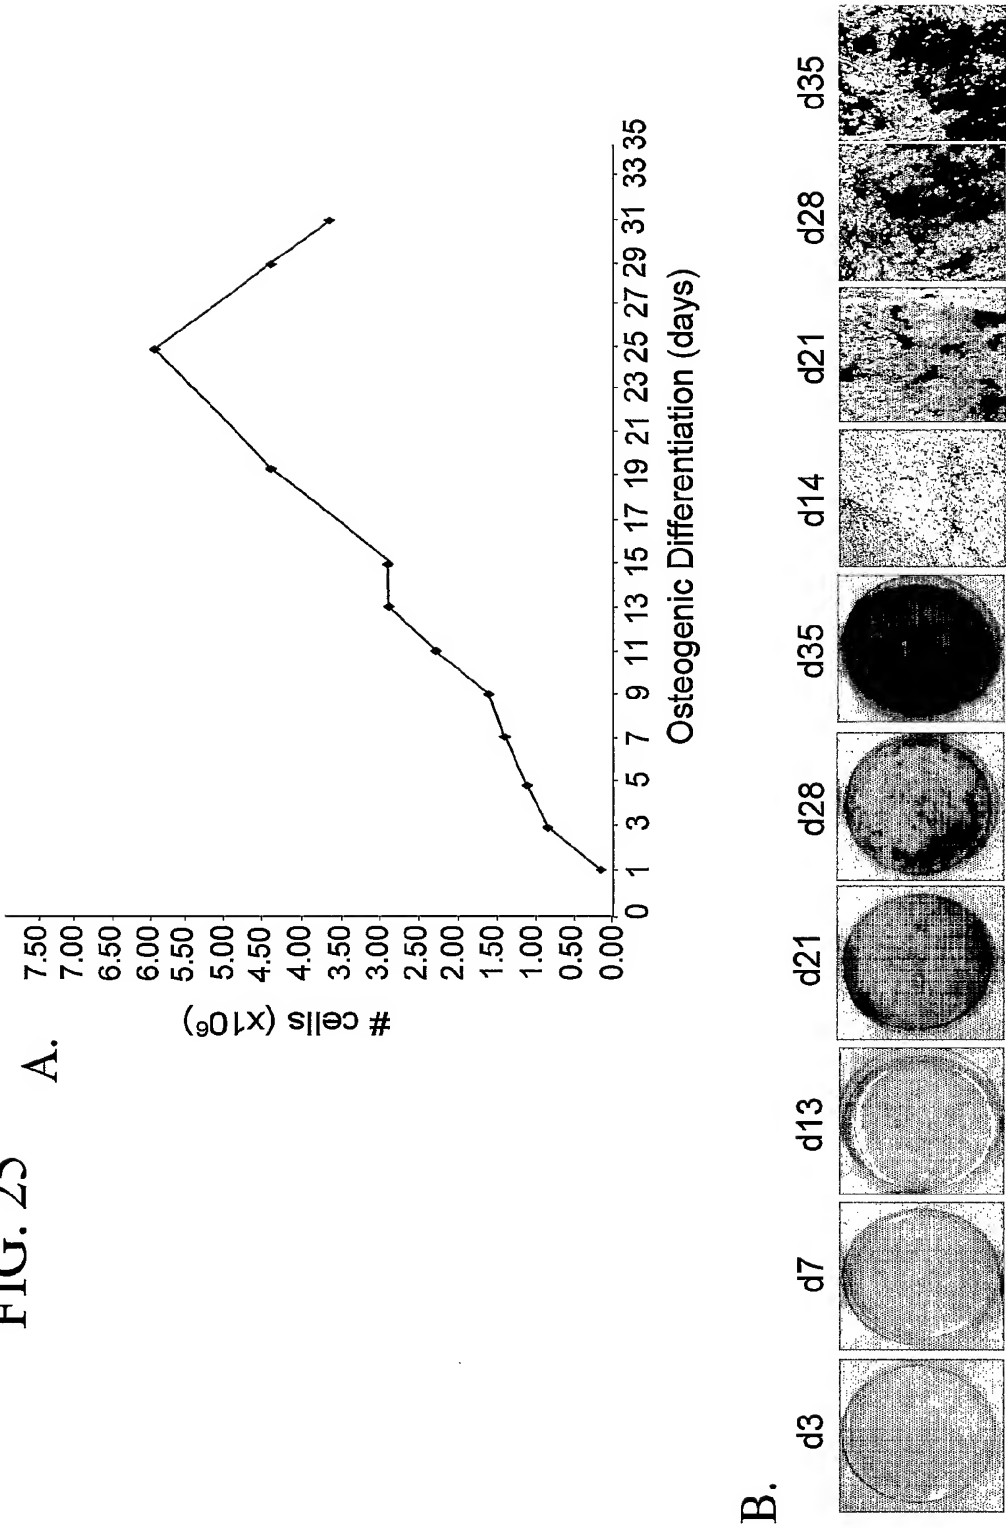 FIG. 25
A.
# cells (x10⁶)
7.50
7.00
6.50
6.00
5.50
5.00
4.50
4.00
3.50
3.00
2.50
2.00
1.50
1.00
0.50
0.00
0 1 3 5 7 9 11 13 15 17 19 21 23 25 27 29 31 33 35
Osteogenic Differentiation (days)
B.
d3 d7 d13 d21 d28 d35 d14 d21 d28 d35